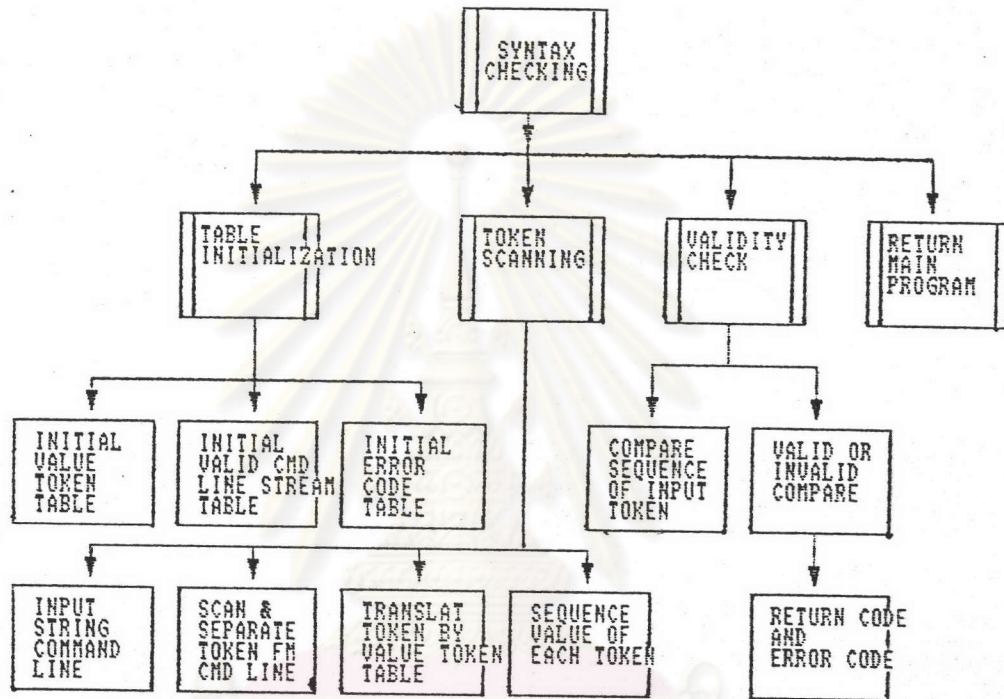 SYNTAX
CHECKING
TABLE
INITIALIZATION
TOKEN
SCANNING
VALIDITY
CHECK
RETURN
MAIN
PROGRAM
INITIAL
VALUE
TOKEN
TABLE
INITIAL
VALID CMD
LINE STREAM
TABLE
INITIAL
ERROR
CODE
TABLE
COMPARE
SEQUENCE
OF INPUT
TOKEN
VALID OR
INVALID
COMPARE
INPUT
STRING
COMMAND
LINE
SCAN &
SEPARATE
TOKEN FM
CMD LINE
TRANSLAT
TOKEN BY
VALUE TOKEN
TABLE
SEQUENCE
VALUE OF
EACH TOKEN
RETURN CODE
AND
ERROR CODE